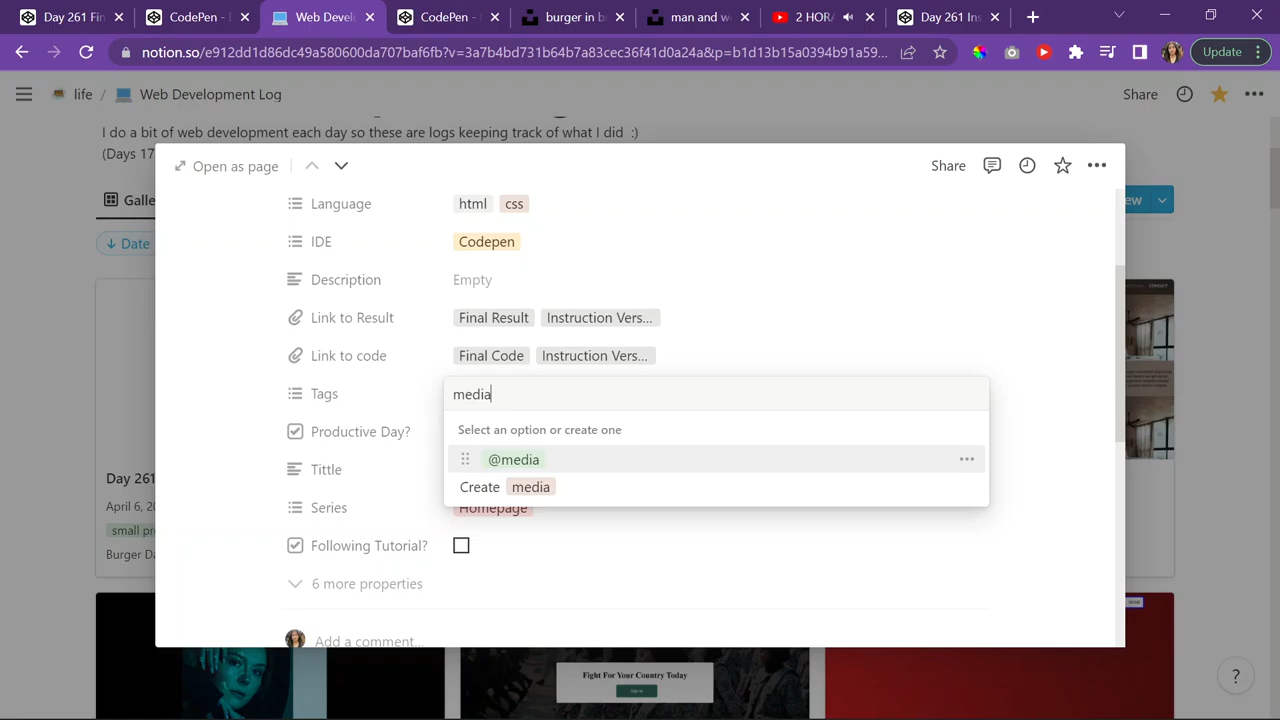 Day 261 Fin
CodePen -
Web Develo
CodePen -
burger in b
man and w
2 HORA
Day 261 Ins
notion.so/e912dd1d86dc49a580600da707baf6fb?v=3a7b4bd731b64b7a83cec36f41d0a24a&p=b1d13b15a0394b91a59...
Update
life
Web Development Log
Share
I do a bit of web development each day so these are logs keeping track of what I did :)
(Days 17
Open as page
Share
Galle
ew
Language
html css
IDE
Codepen
Date
Description
Empty
Link to Result
Final Result Instruction Vers...
Link to code
Final Code Instruction Vers...
Tags
media
Select an option or create one
Productive Day?
@media
Tittle
Create media
Series
Homepage
Day 261
April 6, 20
small pr
Burger Da
Following Tutorial?
6 more properties
Add a comment...
Fight For Your Country Today
?